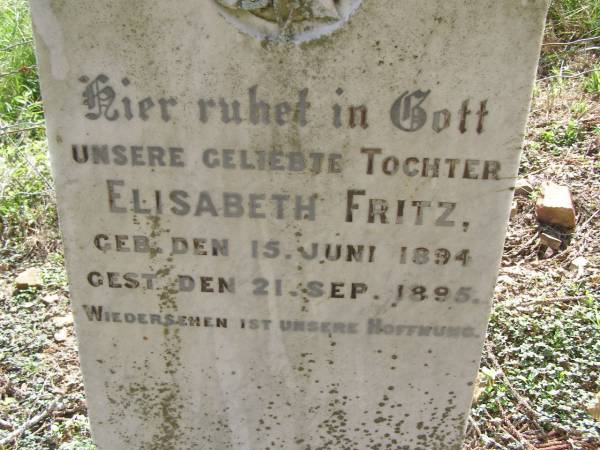 Hier ruhet in Gott
UNSERE GELIEBTE TOCHTER
ELISABETH FRITZ,
GEB. DEN 15. JUNI 1894
GEST. DEN 21. SEP. 1895.
WIEDERSEHEN IST UNSERE HOFFNUNG.